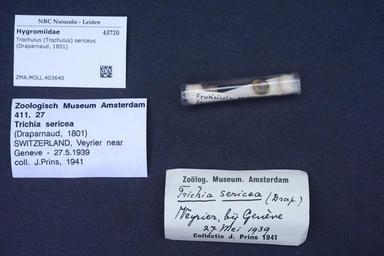 NBC Naturalis - Leiden
Hygromiidae 43720
Trochulus (Trochulus) sericeus
(Draparnaud, 1801)
ZMA.MOLL.403640
Fruticicola
Zoologisch Museum Amsterdam
411, 27
Trichia sericea
(Draparnaud, 1801)
SWITZERLAND, Veyrier near
Geneve - 27.5.1939
coll. J.Prins, 1941
Zoölog. Museum. Amsterdam
Trichia sericea (Drap.)
Veyrier, bij Genève
27 Mei 1939
Collectie J. Prins 1941